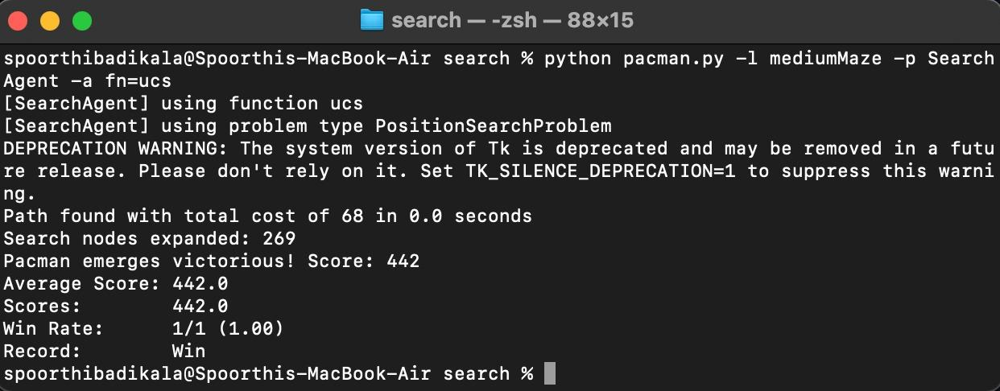 search — -zsh — 88×15
spoorthibadikala@Spoorthis-MacBook-Air search % python pacman.py -l mediumMaze -p Search
Agent -a fn=ucs
[SearchAgent] using function ucs
[SearchAgent] using problem type PositionSearchProblem
DEPRECATION WARNING: The system version of Tk is deprecated and may be removed in a futu
re release. Please don't rely on it. Set TK_SILENCE_DEPRECATION=1 to suppress this warni
ng.
Path found with total cost of 68 in 0.0 seconds
Search nodes expanded: 269
Pacman emerges victorious! Score: 442
Average Score: 442.0
Scores:        442.0
Win Rate:      1/1 (1.00)
Record:        Win
spoorthibadikala@Spoorthis-MacBook-Air search %